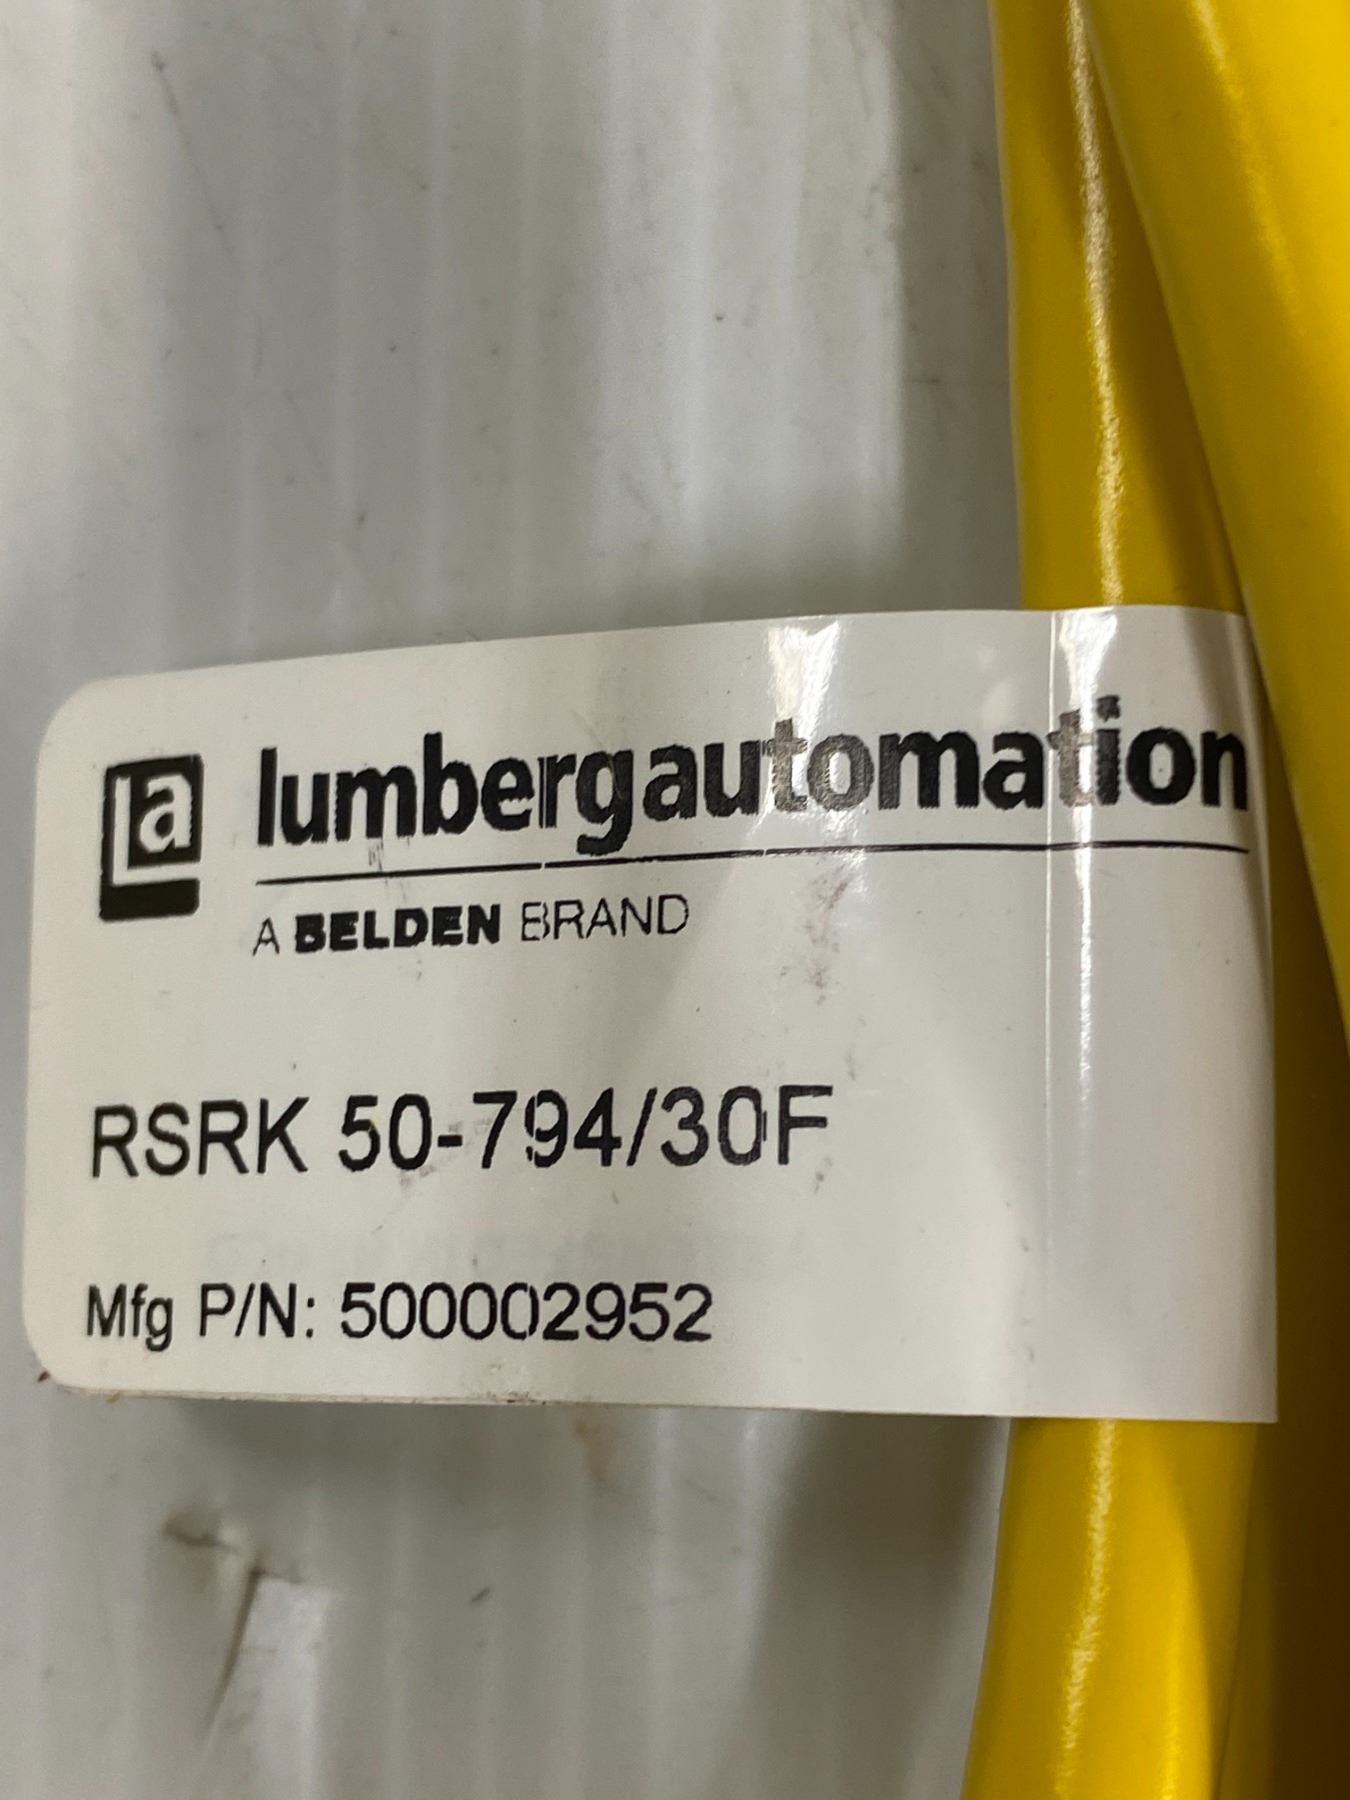 la lumbergautomation
A BELDEN BRAND
RSRK 50-794/30F
Mfg P/N: 500002952